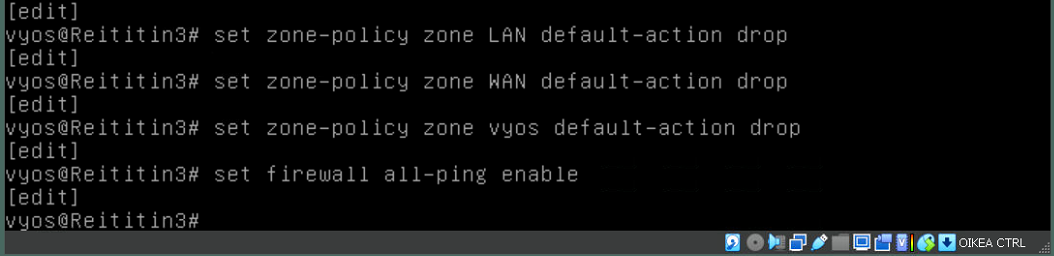 [edit]
vyos@Reititin3# set zone-policy zone LAN default-action drop
[edit]
vyos@Reititin3# set zone-policy zone WAN default-action drop
[edit]
vyos@Reititin3# set zone-policy zone vyos default-action drop
[edit]
vyos@Reititin3# set firewall all-ping enable
[edit]
vyos@Reititin3#
OIKEA CTRL